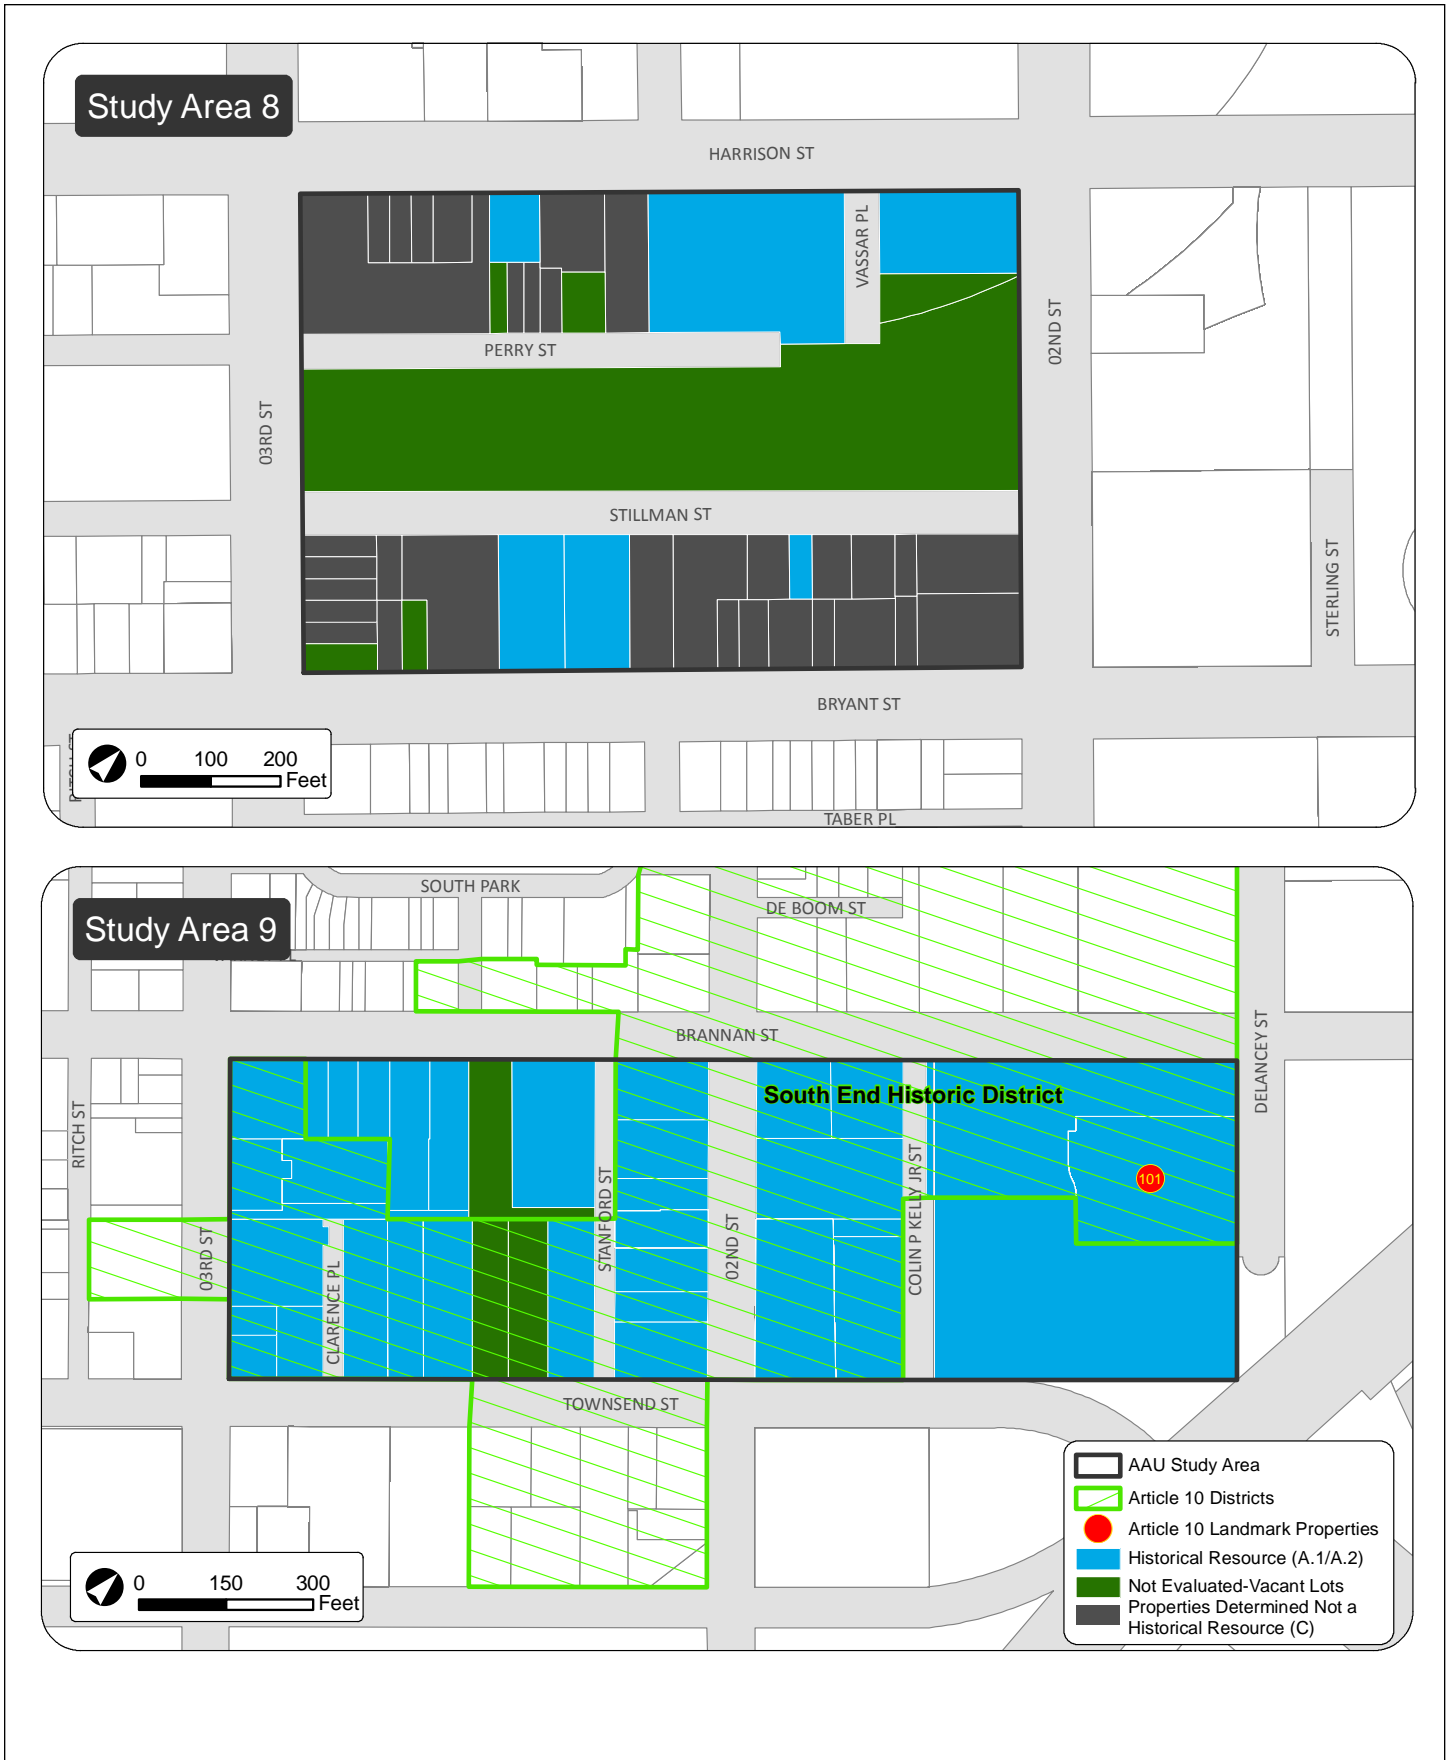 Study Area 8
HARRISON ST
VASSAR PL
02ND ST
PERRY ST
03RD ST
STILLMAN ST
STERLING ST
BRYANT ST
0 100 200
Feet
TABER PL
SOUTH PARK
DE BOOM ST
Study Area 9
BRANNAN ST
DELANCEY ST
South End Historic District
RITCH ST
STANFORD ST
COLIN P KELLY JR ST
101
03RD ST
02ND ST
CLARENCE PL
TOWNSEND ST
0 150 300
Feet
AAU Study Area
Article 10 Districts
Article 10 Landmark Properties
Historical Resource (A.1/A.2)
Not Evaluated-Vacant Lots
Properties Determined Not a
Historical Resource (C)